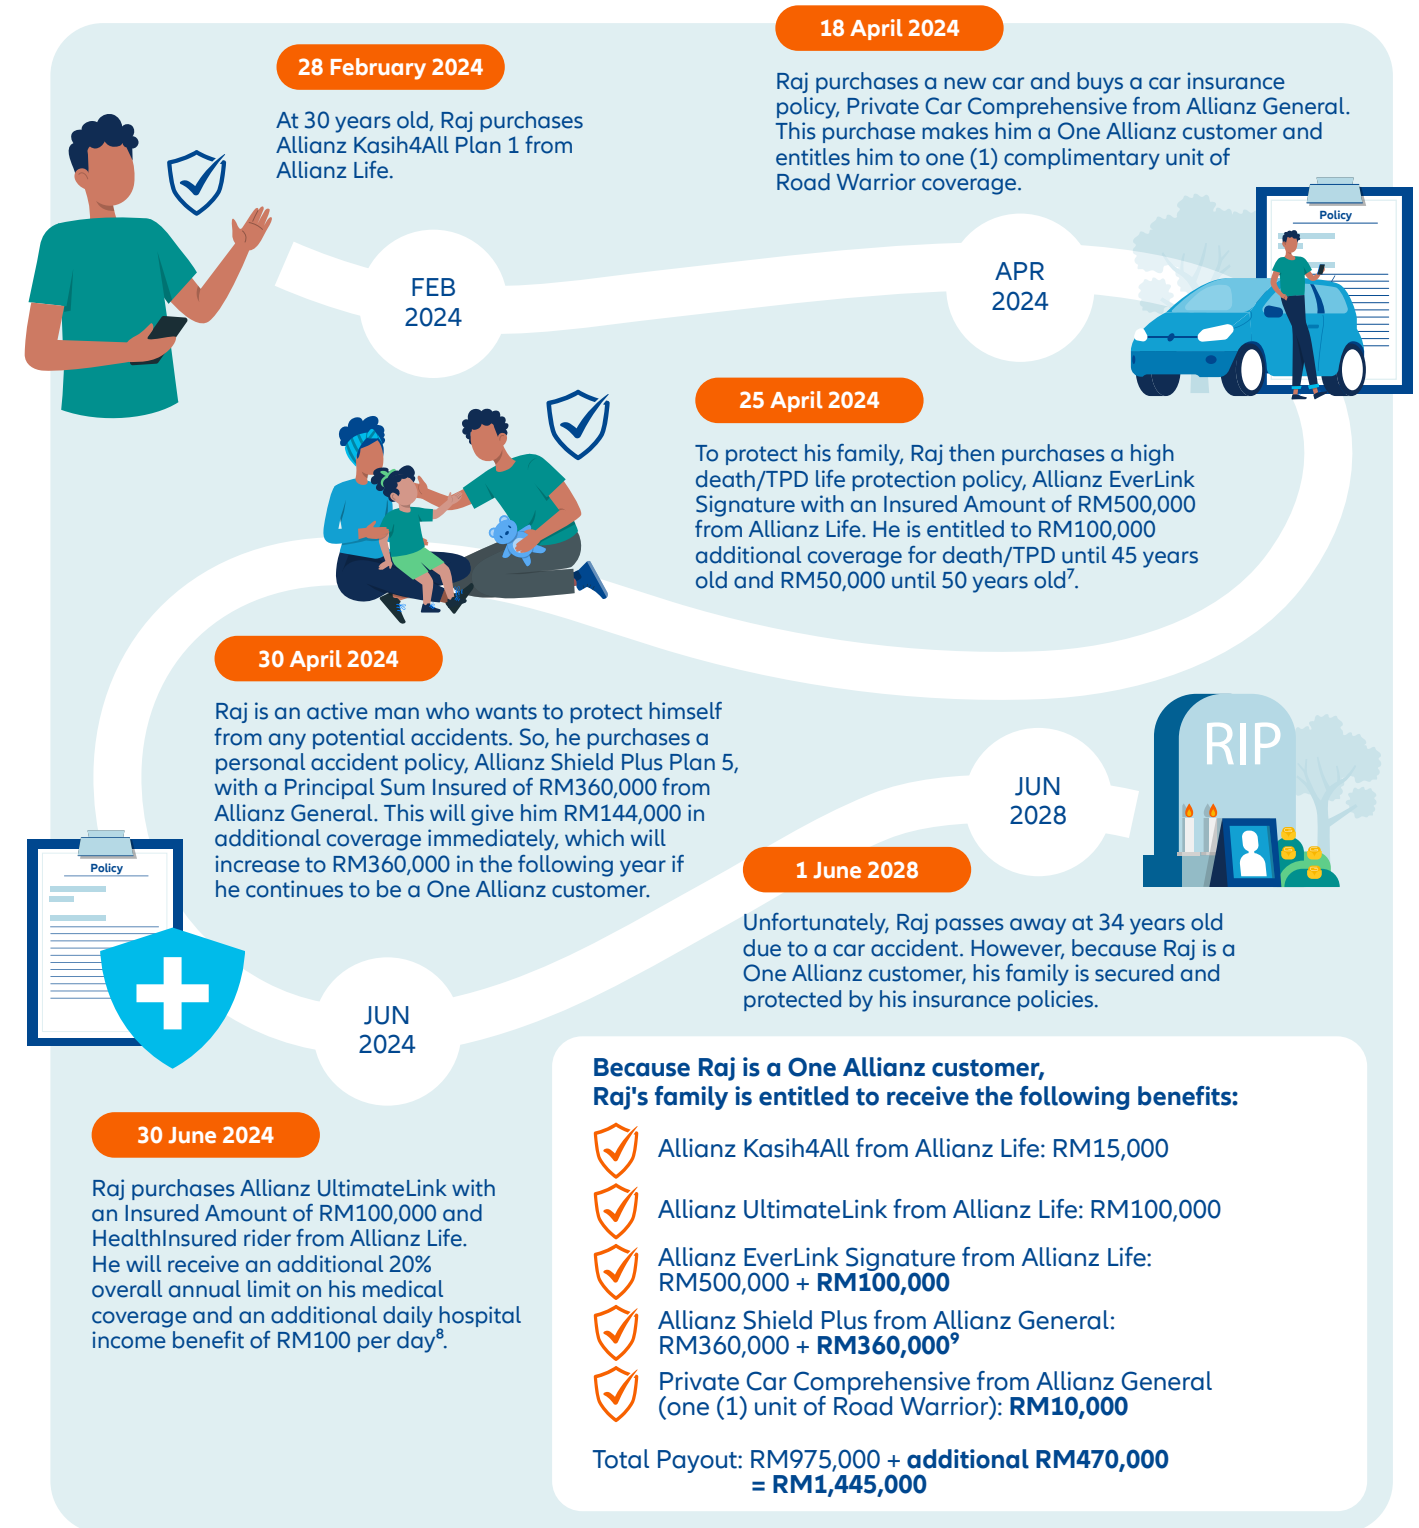 28 February 2024
At 30 years old, Raj purchases
Allianz Kasih4All Plan 1 from
Allianz Life.
18 April 2024
Raj purchases a new car and buys a car insurance
policy, Private Car Comprehensive from Allianz General.
This purchase makes him a One Allianz customer and
entitles him to one (1) complimentary unit of
Road Warrior coverage.
Policy
FEB
2024
APR
2024
25 April 2024
To protect his family, Raj then purchases a high
death/TPD life protection policy, Allianz EverLink
Signature with an Insured Amount of RM500,000
from Allianz Life. He is entitled to RM100,000
additional coverage for death/TPD until 45 years
old and RM50,000 until 50 years old⁷.
30 April 2024
Raj is an active man who wants to protect himself
from any potential accidents. So, he purchases a
personal accident policy, Allianz Shield Plus Plan 5,
with a Principal Sum Insured of RM360,000 from
Allianz General. This will give him RM144,000 in
additional coverage immediately, which will
increase to RM360,000 in the following year if
he continues to be a One Allianz customer.
Policy
JUN
2024
30 June 2024
Raj purchases Allianz UltimateLink with
an Insured Amount of RM100,000 and
HealthInsured rider from Allianz Life.
He will receive an additional 20%
overall annual limit on his medical
coverage and an additional daily hospital
income benefit of RM100 per day⁸.
JUN
2028
RIP
1 June 2028
Unfortunately, Raj passes away at 34 years old
due to a car accident. However, because Raj is a
One Allianz customer, his family is secured and
protected by his insurance policies.
Because Raj is a One Allianz customer,
Raj's family is entitled to receive the following benefits:
Allianz Kasih4All from Allianz Life: RM15,000
Allianz UltimateLink from Allianz Life: RM100,000
Allianz EverLink Signature from Allianz Life:
RM500,000 + RM100,000
Allianz Shield Plus from Allianz General:
RM360,000 + RM360,000⁹
Private Car Comprehensive from Allianz General
(one (1) unit of Road Warrior): RM10,000
Total Payout: RM975,000 + additional RM470,000
= RM1,445,000